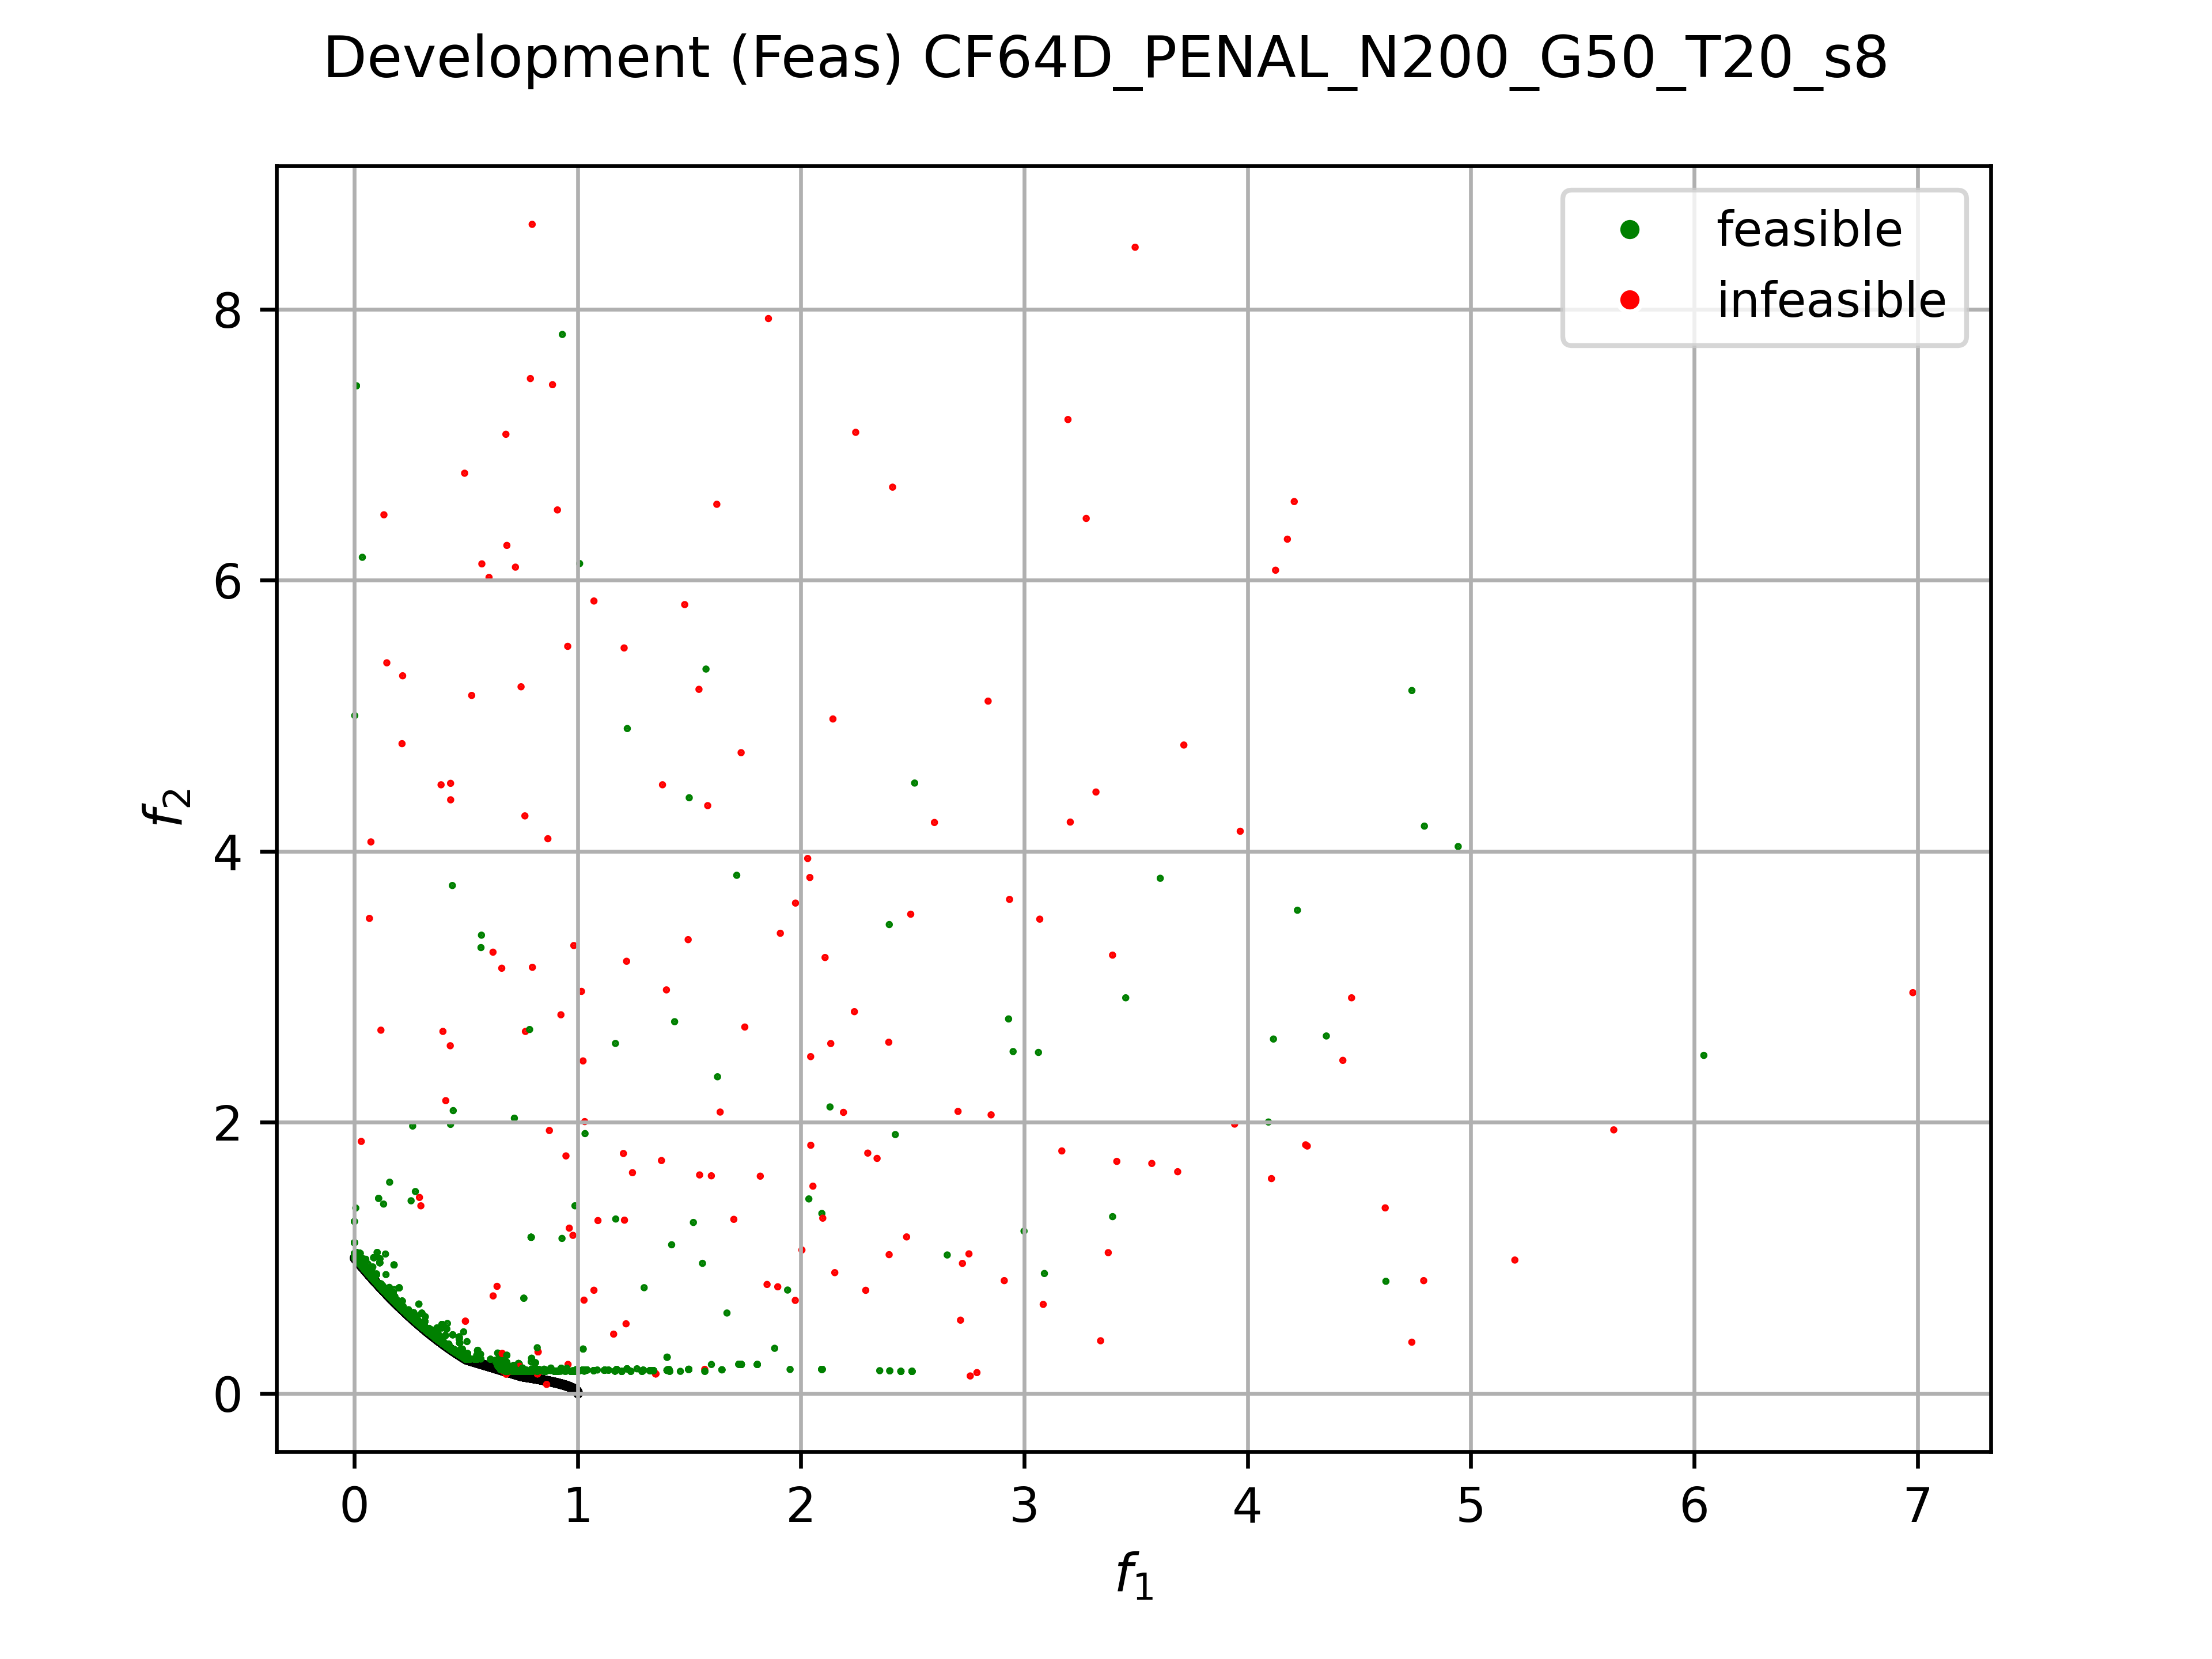 Development (Feas) CF64D_PENAL_N200_G50_T20_s8
feasible
infeasible
8
6
4
2
0
f2
0 1 2 3 4 5 6 7
f1